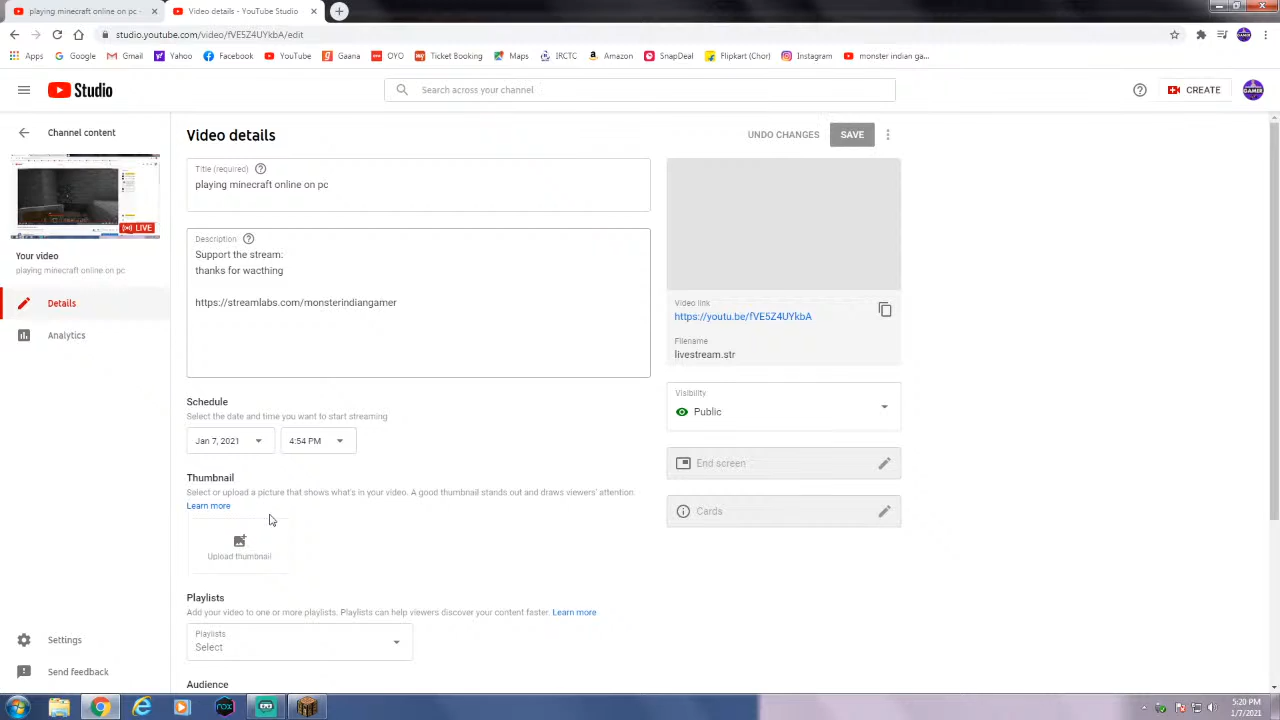 playing minecraft online on pc -
Video details - YouTube Studio
studio.youtube.com/video/fVE5Z4UYkbA/edit
Apps
Google
Gmail
Yahoo
Facebook
YouTube
Gaana
OYO
Ticket Booking
Maps
IRCTC
Amazon
SnapDeal
Flipkart (Chor)
Instagram
monster indian ga...
Studio
Search across your channel
CREATE
GAMER
Channel content
Video details
UNDO CHANGES
SAVE
LIVE
Your video
playing minecraft online on pc
Details
Analytics
Title (required)
playing minecraft online on pc
Description
Support the stream:
thanks for wacthing
https://streamlabs.com/monsterindiangamer
Video link
https://youtu.be/fVE5Z4UYkbA
Filename
livestream.str
Visibility
Public
End screen
Cards
Schedule
Select the date and time you want to start streaming
Jan 7, 2021
4:54 PM
Thumbnail
Select or upload a picture that shows what's in your video. A good thumbnail stands out and draws viewers' attention.
Learn more
Upload thumbnail
Playlists
Add your video to one or more playlists. Playlists can help viewers discover your content faster. Learn more
Playlists
Select
Audience
Settings
Send feedback
5:20 PM
1/7/2021